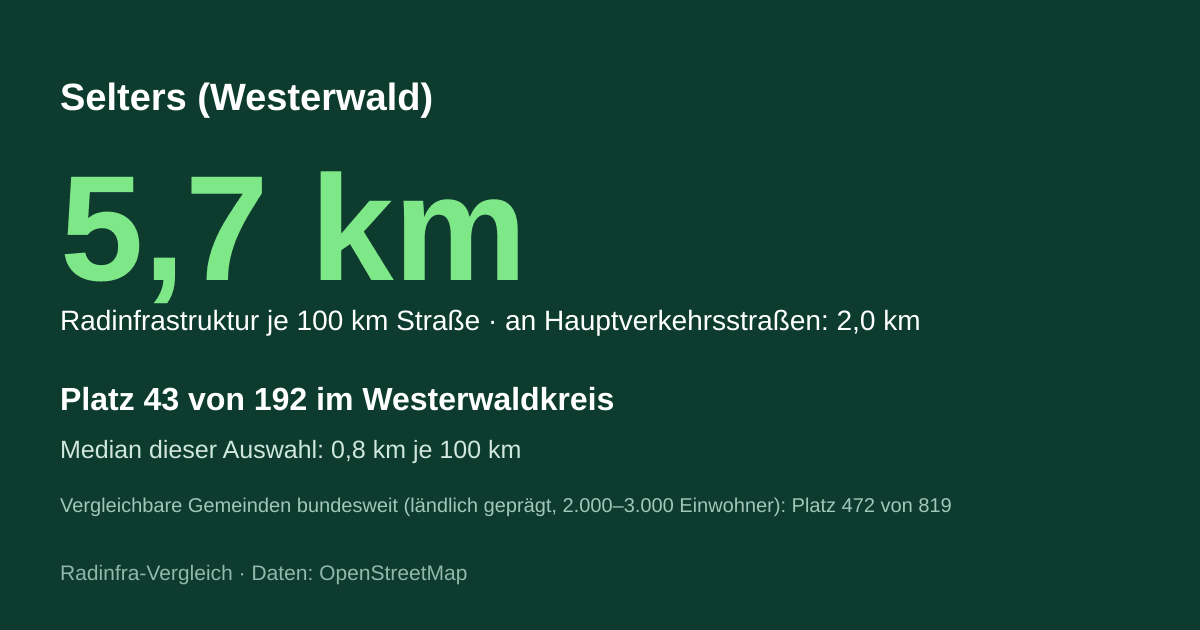 Selters (Westerwald)
5,7 km
Radinfrastruktur je 100 km Straße · an Hauptverkehrsstraßen: 2,0 km
Platz 43 von 192 im Westerwaldkreis
Median dieser Auswahl: 0,8 km je 100 km
Vergleichbare Gemeinden bundesweit (ländlich geprägt, 2.000–3.000 Einwohner): Platz 472 von 819
Radinfra-Vergleich · Daten: OpenStreetMap